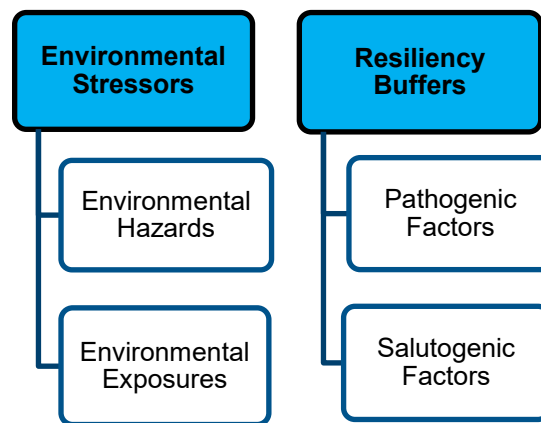 Environmental
Stressors
Environmental
Hazards
Environmental
Exposures
Resiliency
Buffers
Pathogenic
Factors
Salutogenic
Factors